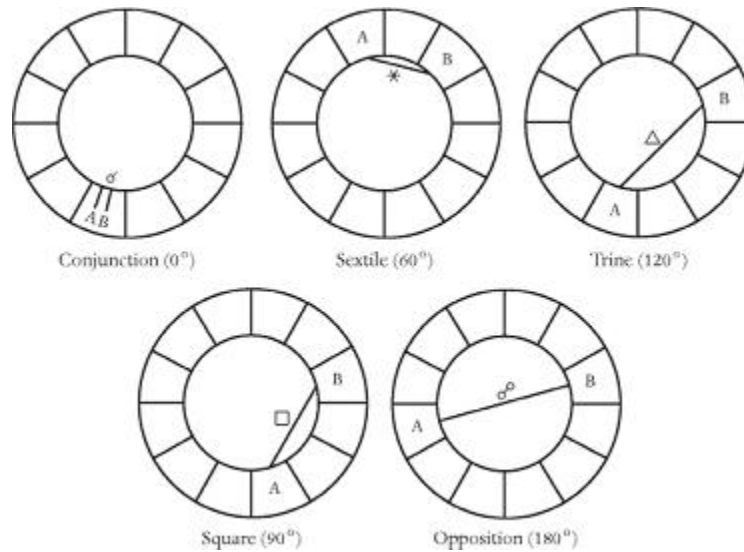 A B
Conjunction (0°)
A
B
Sextile (60°)
B
A
Trine (120°)
B
A
Square (90°)
B
A
Opposition (180°)